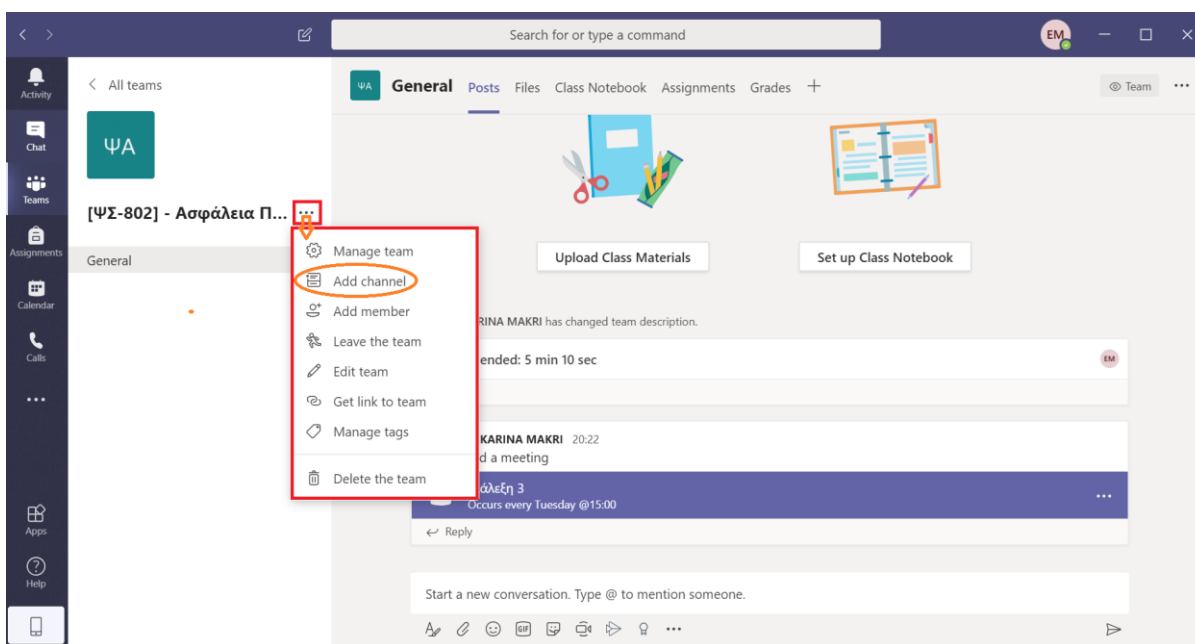 Search for or type a command
EM
Activity
Chat
Teams
Assignments
Calendar
Calls
Apps
Help
All teams
ΨΑ
[ΨΣ-802] - Ασφάλεια Π... ...
General
Manage team
Add channel
Add member
Leave the team
Edit team
Get link to team
Manage tags
Delete the team
ΨΑ General Posts Files Class Notebook Assignments Grades
Team
Upload Class Materials
Set up Class Notebook
RINA MAKRI has changed team description.
ended: 5 min 10 sec
EM
KARINA MAKRI 20:22
d a meeting
άλεξη 3
Occurs every Tuesday @15:00
Reply
Start a new conversation. Type @ to mention someone.
GIF